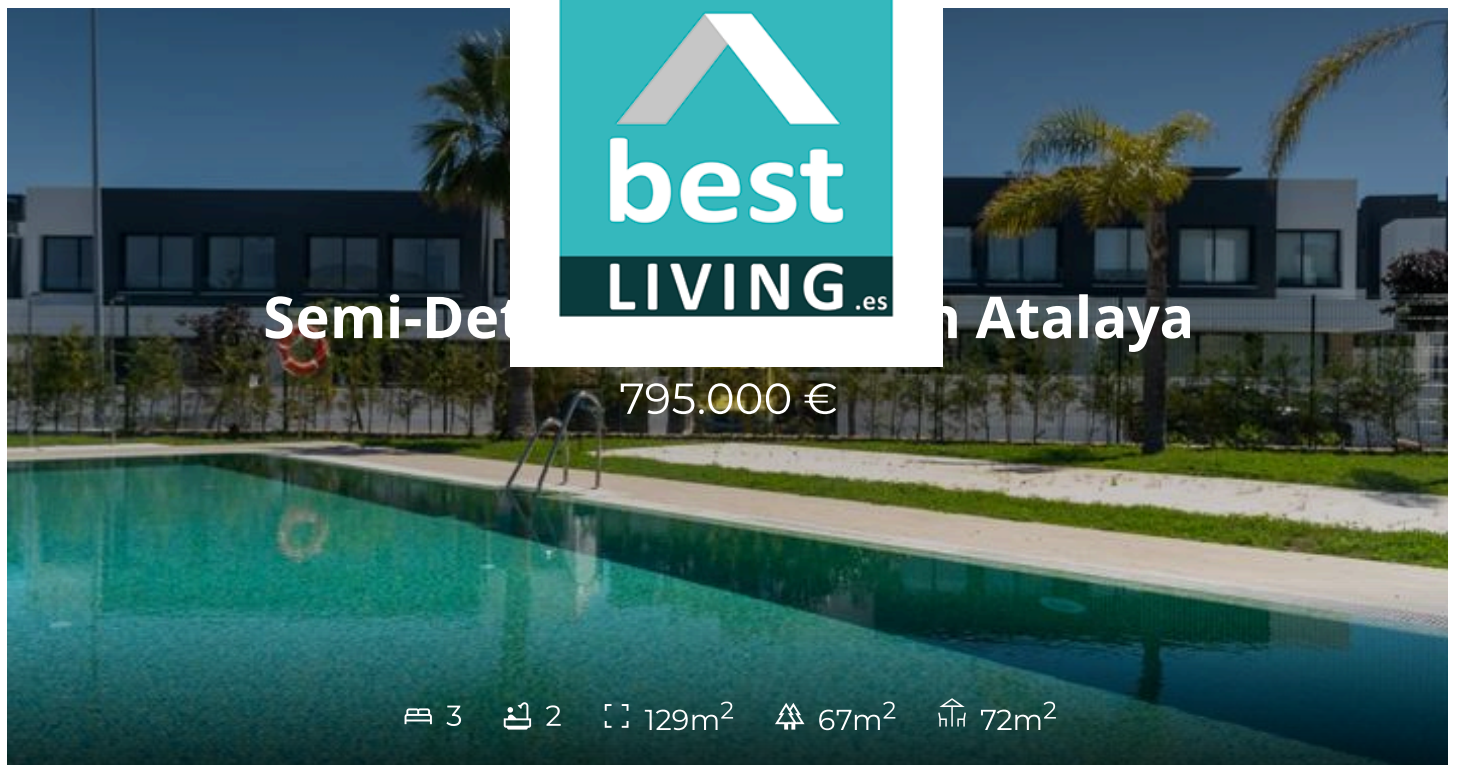 best
LIVING.es
Semi-Det n Atalaya
795.000 €
3 2 129m² 67m² 72m²